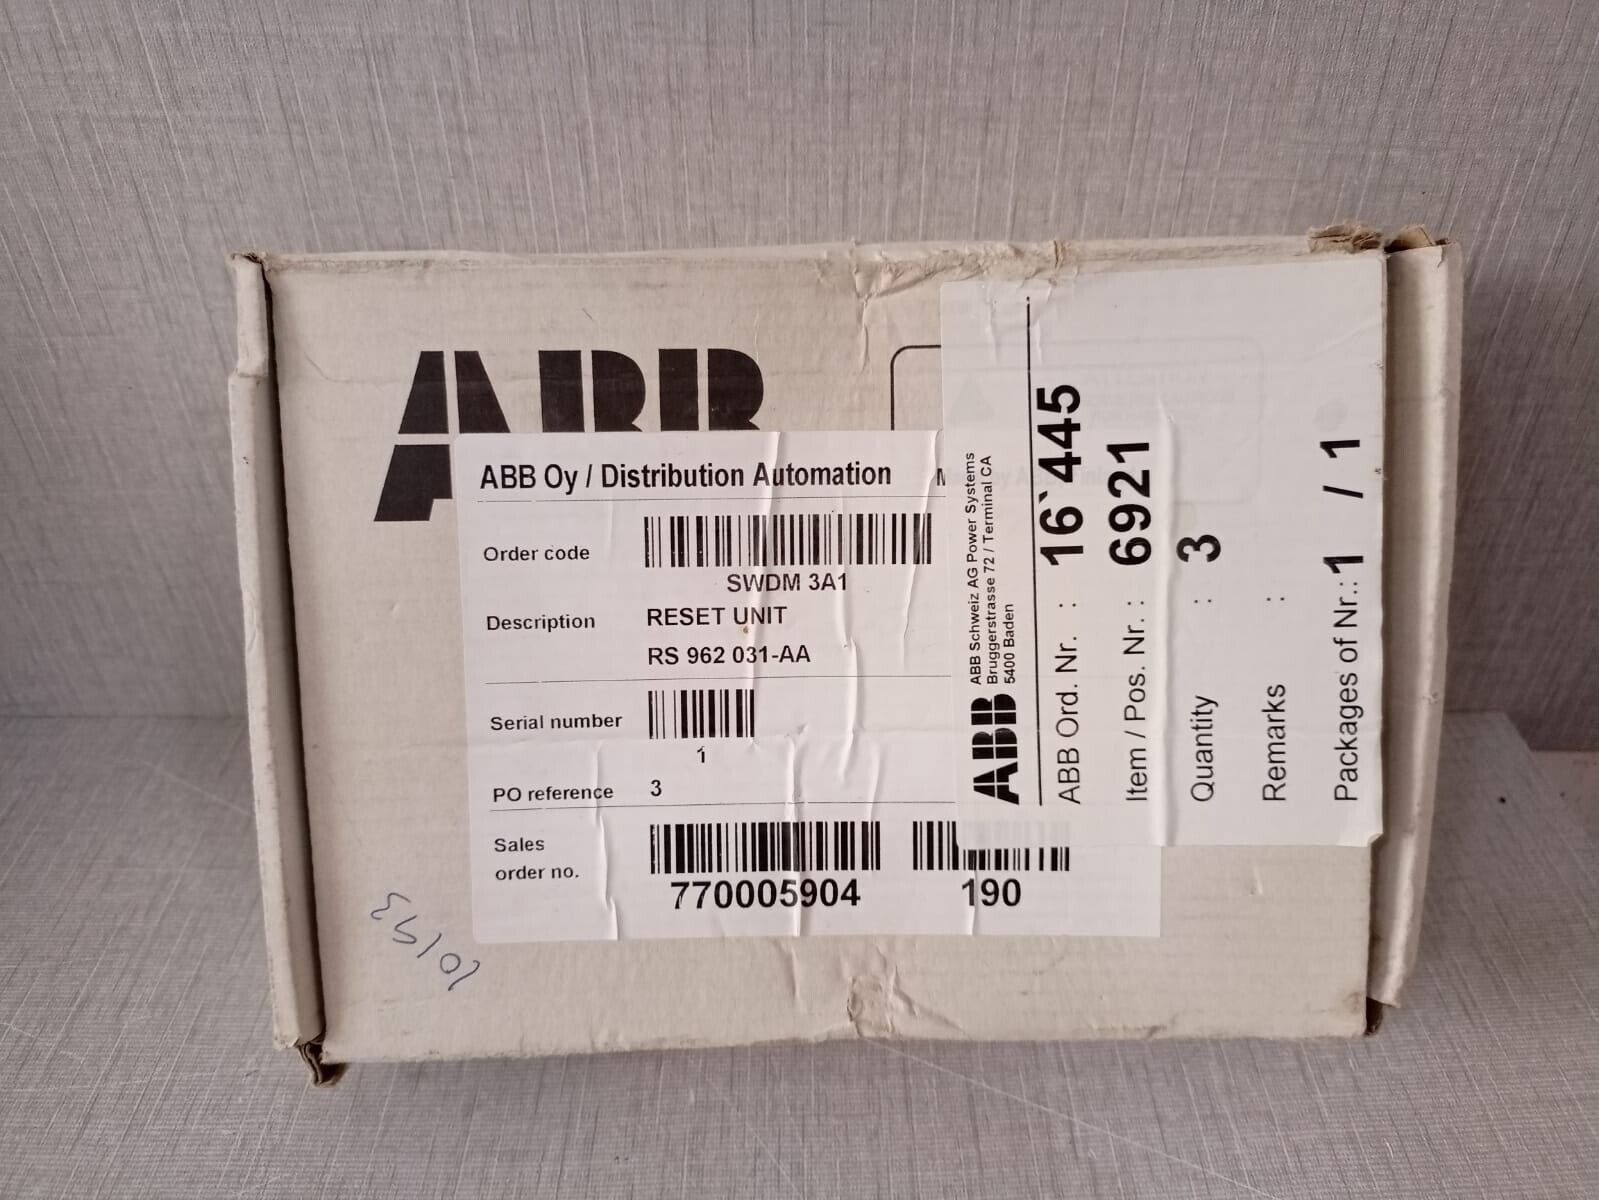 ABB
ABB Oy / Distribution Automation
Order code
SWDM 3A1
Description
RESET UNIT
RS 962 031-AA
Serial number
1
PO reference
3
Sales
order no.
770005904
190
ABB
ABB Schweiz AG Power Systems
Bruggerstrasse 72 / Terminal CA
5400 Baden
ABB Ord. Nr. : 16`445
Item / Pos. Nr. : 6921
Quantity : 3
Remarks :
Packages of Nr.: 1 / 1
10193